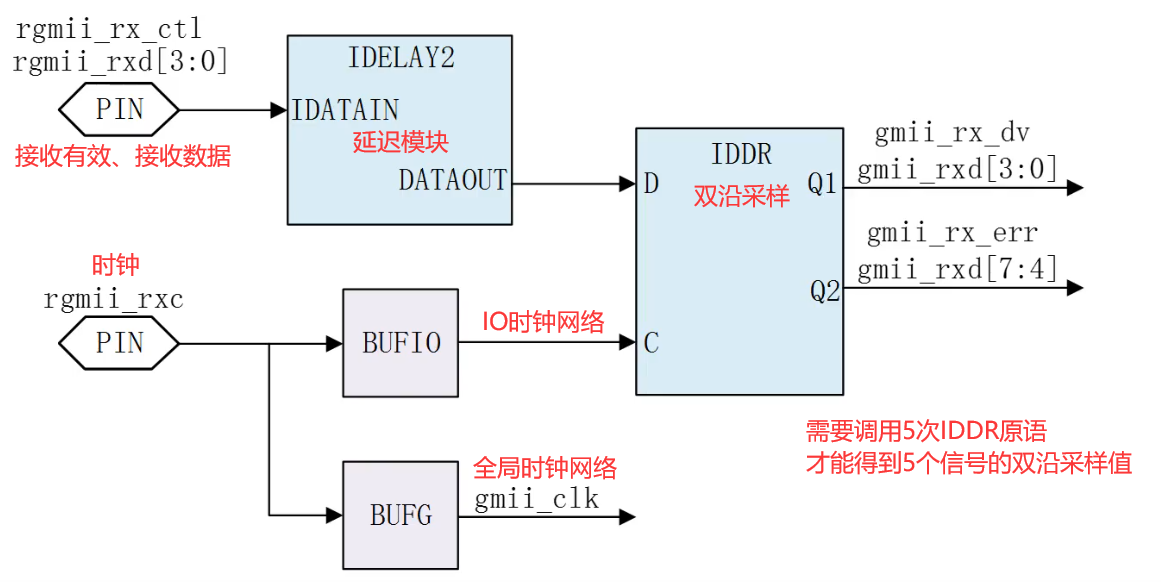 rgmii_rx_ctl
rgmii_rxd[3:0]
PIN
接收有效、接收数据
IDELAY2
IDATAIN
延迟模块
DATAOUT
IDDR
双沿采样
D
Q1
Q2
C
gmii_rx_dv
gmii_rxd[3:0]
gmii_rx_err
gmii_rxd[7:4]
时钟
rgmii_rxc
PIN
BUFIO
IO时钟网络
BUFG
全局时钟网络
gmii_clk
需要调用5次IDDR原语
才能得到5个信号的双沿采样值